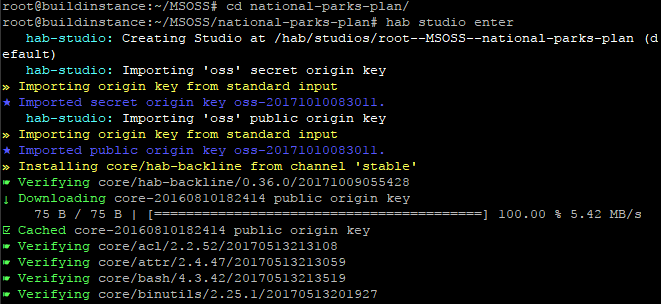 root@buildinstance:~/MSOSS# cd national-parks-plan/
root@buildinstance:~/MSOSS/national-parks-plan# hab studio enter
hab-studio: Creating Studio at /hab/studios/root--MSOSS--national-parks-plan (d
efault)
hab-studio: Importing 'oss' secret origin key
» Importing origin key from standard input
★ Imported secret origin key oss-20171010083011.
hab-studio: Importing 'oss' public origin key
» Importing origin key from standard input
★ Imported public origin key oss-20171010083011.
» Installing core/hab-backline from channel 'stable'
☛ Verifying core/hab-backline/0.36.0/20171009055428
↓ Downloading core-20160810182414 public origin key
75 B / 75 B | [=========================================] 100.00 % 5.42 MB/s
☑ Cached core-20160810182414 public origin key
☛ Verifying core/acl/2.2.52/20170513213108
☛ Verifying core/attr/2.4.47/20170513213059
☛ Verifying core/bash/4.3.42/20170513213519
☛ Verifying core/binutils/2.25.1/20170513201927